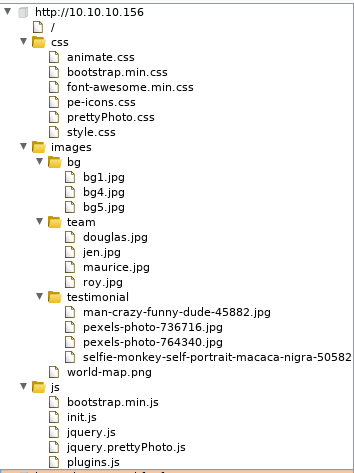 http://10.10.10.156
/
css
animate.css
bootstrap.min.css
font-awesome.min.css
pe-icons.css
prettyPhoto.css
style.css
images
bg
bg1.jpg
bg4.jpg
bg5.jpg
team
douglas.jpg
jen.jpg
maurice.jpg
roy.jpg
testimonial
man-crazy-funny-dude-45882.jpg
pexels-photo-736716.jpg
pexels-photo-764340.jpg
selfie-monkey-self-portrait-macaca-nigra-50582
world-map.png
js
bootstrap.min.js
init.js
jquery.js
jquery.prettyPhoto.js
plugins.js